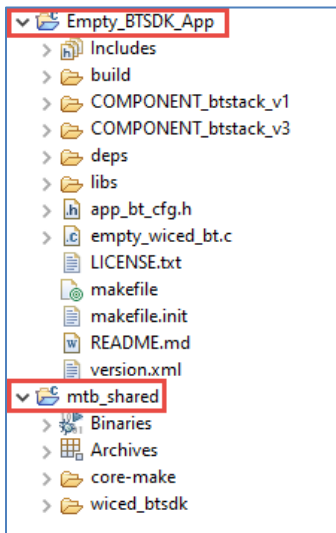 Empty_BTSDK_App
Includes
build
COMPONENT_btstack_v1
COMPONENT_btstack_v3
deps
libs
app_bt_cfg.h
empty_wiced_bt.c
LICENSE.txt
makefile
makefile.init
README.md
version.xml
mtb_shared
Binaries
Archives
core-make
wiced_btsdk